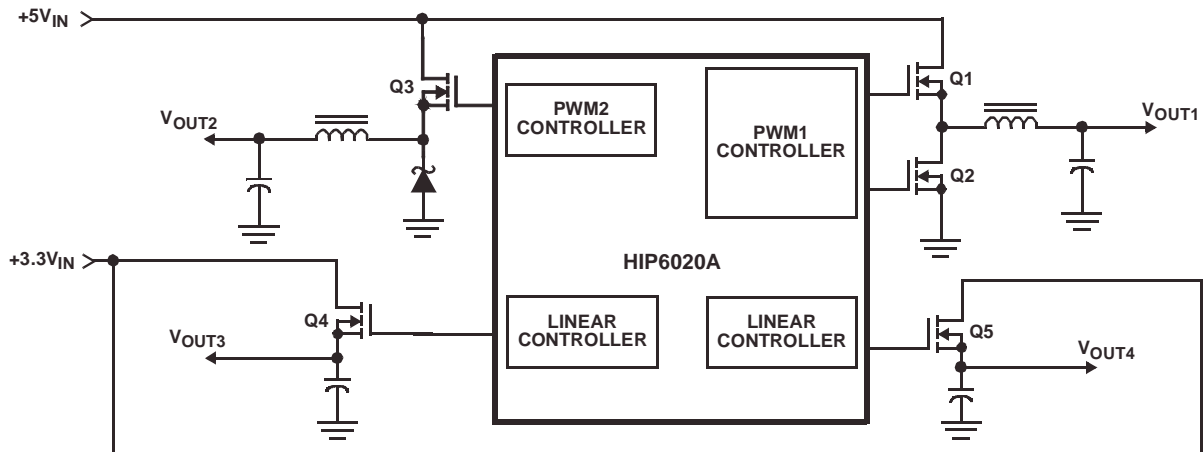 +5VIN
Q3
PWM2
CONTROLLER
PWM1
CONTROLLER
Q1
VOUT2
VOUT1
Q2
+3.3VIN
HIP6020A
Q4
LINEAR
CONTROLLER
LINEAR
CONTROLLER
Q5
VOUT3
VOUT4